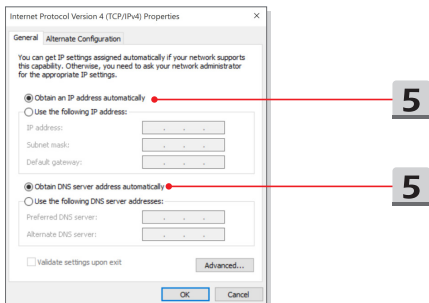 Internet Protocol Version 4 (TCP/IPv4) Properties
General Alternate Configuration
You can get IP settings assigned automatically if your network supports
this capability. Otherwise, you need to ask your network administrator
for the appropriate IP settings.
Obtain an IP address automatically
5
Use the following IP address:
IP address:
Subnet mask:
Default gateway:
Obtain DNS server address automatically
5
Use the following DNS server addresses:
Preferred DNS server:
Alternate DNS server:
Validate settings upon exit
Advanced...
OK Cancel